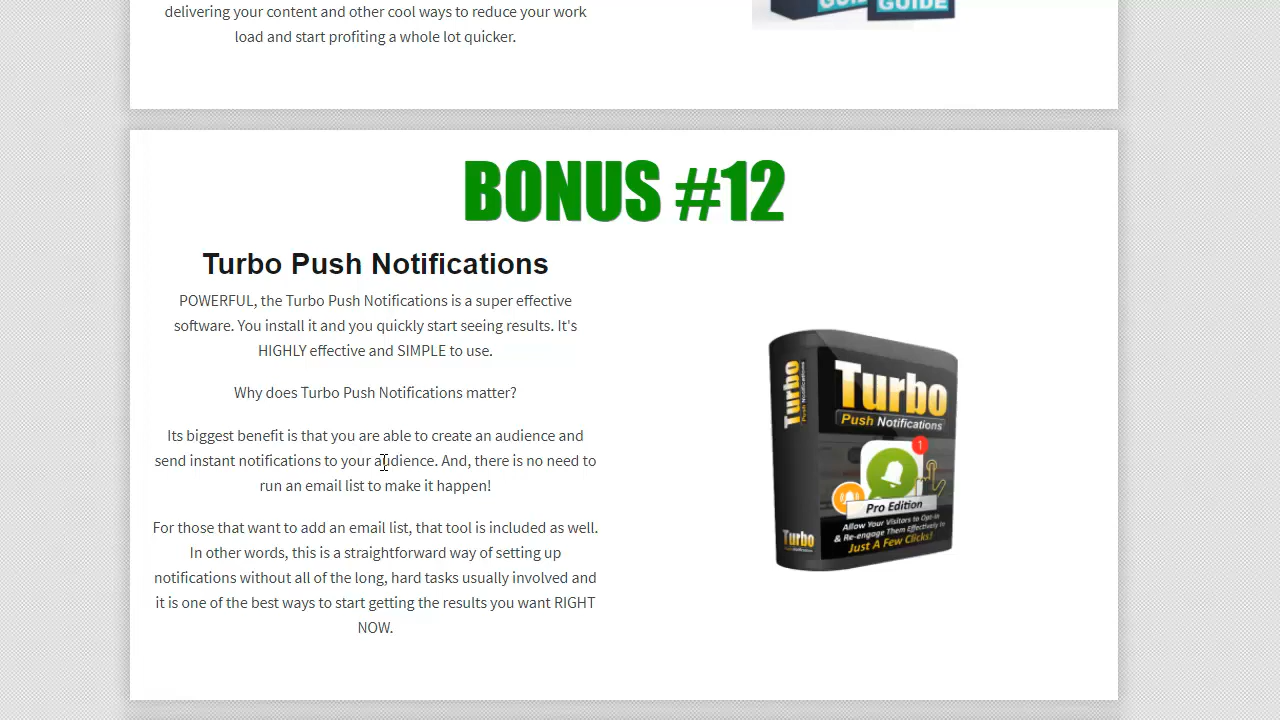 delivering your content and other cool ways to reduce your work
load and start profiting a whole lot quicker.
GUIDE
GUIDE
BONUS #12
Turbo Push Notifications
POWERFUL, the Turbo Push Notifications is a super effective
software. You install it and you quickly start seeing results. It's
HIGHLY effective and SIMPLE to use.
Why does Turbo Push Notifications matter?
Its biggest benefit is that you are able to create an audience and
send instant notifications to your audience. And, there is no need to
run an email list to make it happen!
For those that want to add an email list, that tool is included as well.
In other words, this is a straightforward way of setting up
notifications without all of the long, hard tasks usually involved and
it is one of the best ways to start getting the results you want RIGHT
NOW.
Turbo
Push Notifications
Turbo
Push Notifications
1
Pro Edition
Allow Your Visitors to Opt-In
& Re-engage Them Effectively in
Just A Few Clicks!
Turbo